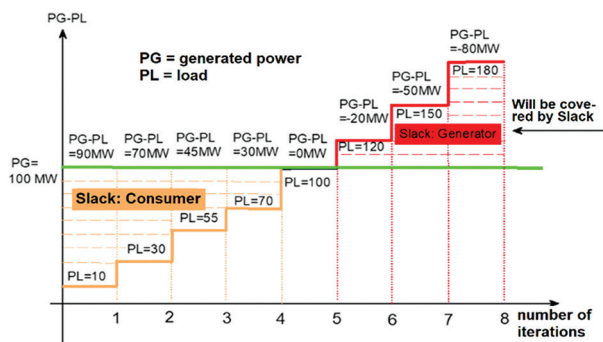 PG-PL
PG = generated power
PL = load
PG-PL
=-80MW
PG-PL
=-50MW
PL=180
PG-PL
=-20MW
PL=150
Will be cove-
red by Slack
Slack: Generator
PG-PL
=90MW
PG-PL
=70MW
PG-PL
=45MW
PG-PL
=30MW
PG-PL
=0MW
PL=120
PG=
100 MW
PL=100
Slack: Consumer
PL=70
PL=55
PL=30
PL=10
1
2
3
4
5
6
7
8
number of
iterations